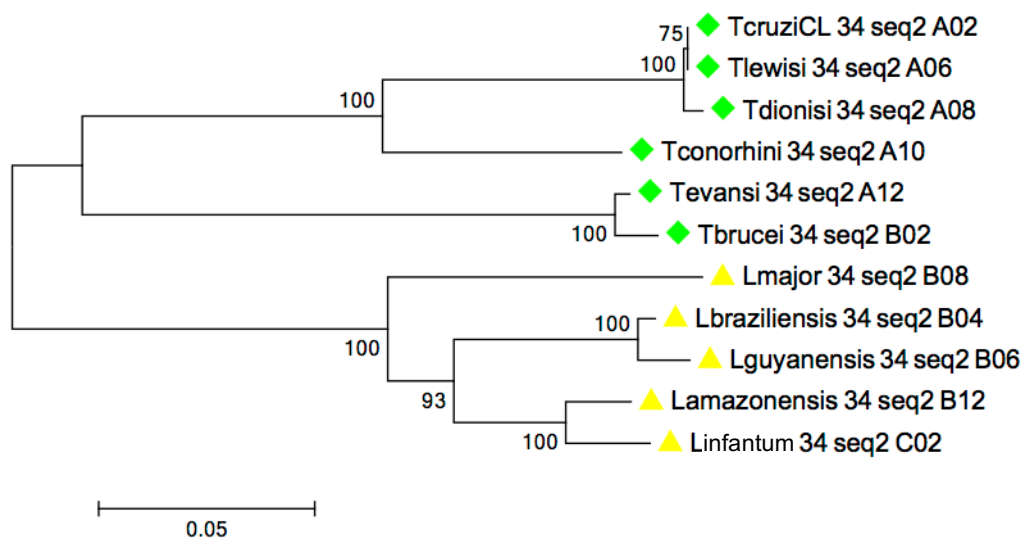 75
TcruziCL 34 seq2 A02
100
Tlewisi 34 seq2 A06
100
Tdionisi 34 seq2 A08
Tconorhini 34 seq2 A10
Tevansi 34 seq2 A12
100
Tbrucei 34 seq2 B02
Lmajor 34 seq2 B08
100
Lbraziliensis 34 seq2 B04
100
Lguyanensis 34 seq2 B06
93
Lamazonensis 34 seq2 B12
100
Linfantum 34 seq2 C02
0.05